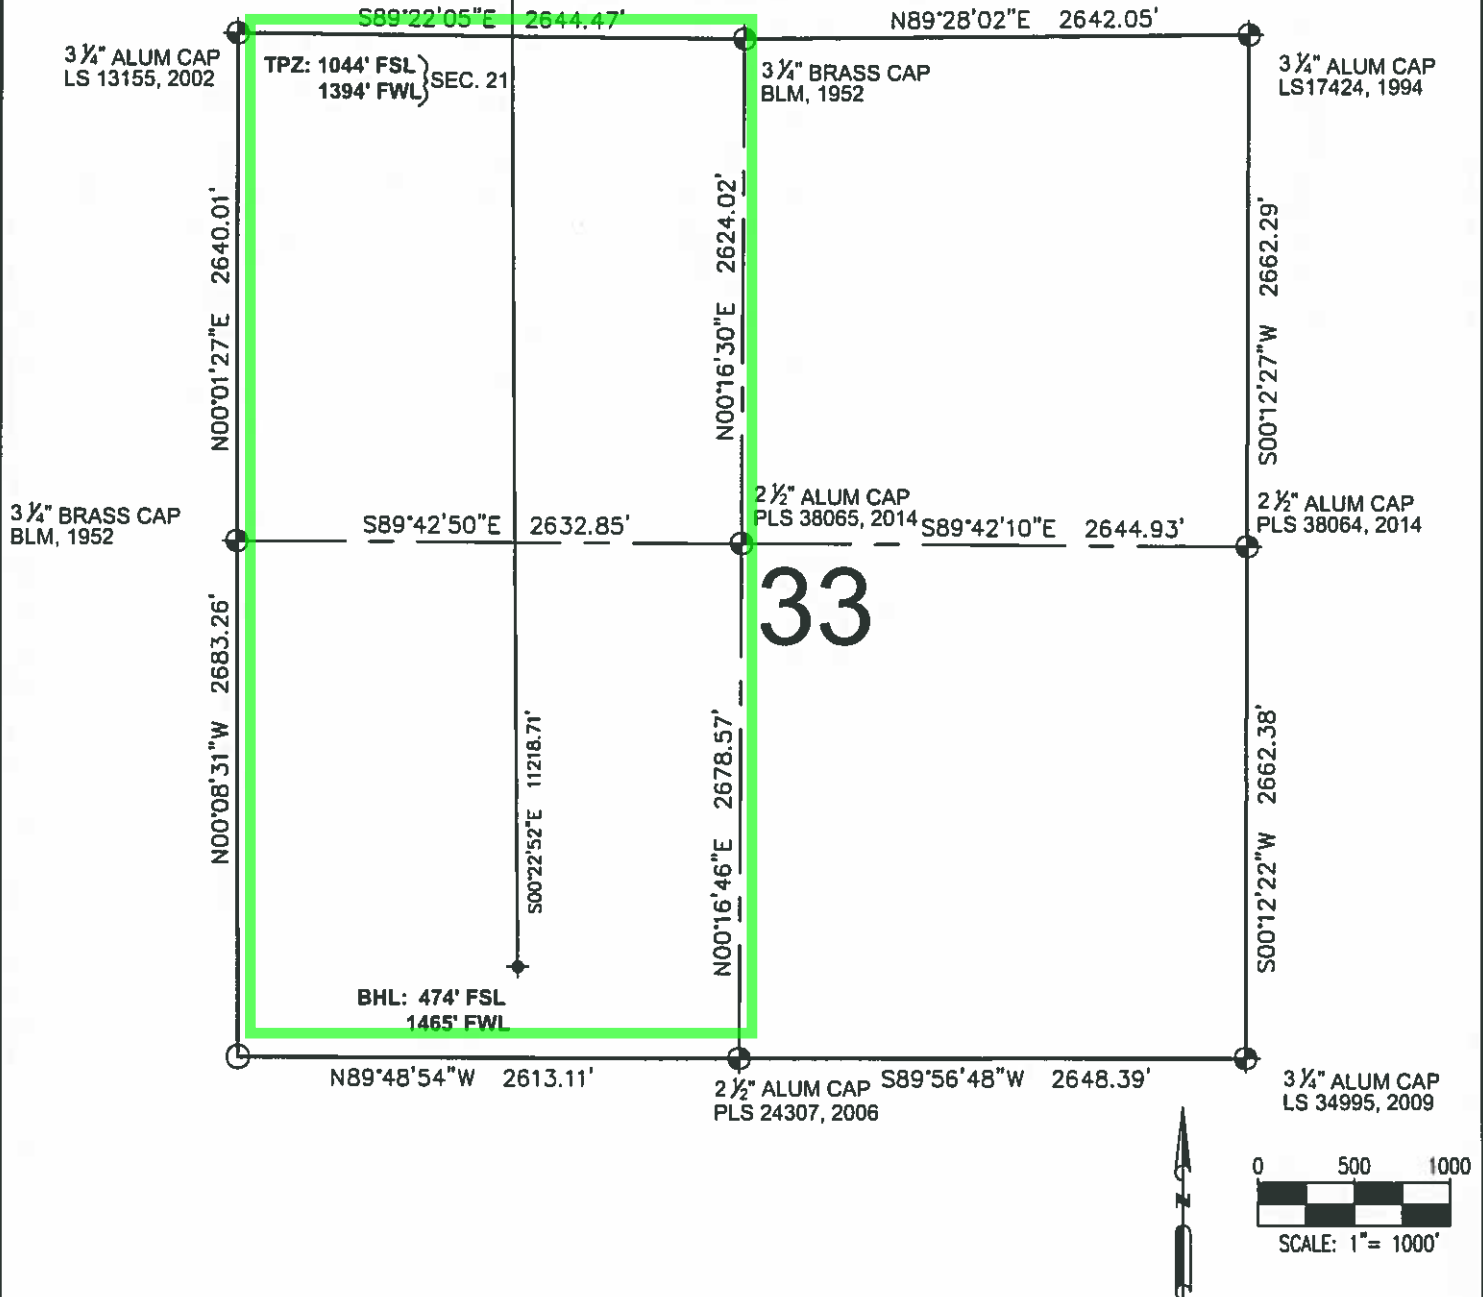 S89°22'05"E 2644.47'
N89°28'02"E 2642.05'
3 ¼" ALUM CAP
LS 13155, 2002
TPZ: 1044' FSL
1394' FWL
SEC. 21
3 ¼" BRASS CAP
BLM, 1952
3 ¼" ALUM CAP
LS17424, 1994
N00°01'27"E 2640.01'
N00°16'30"E 2624.02'
S00°12'27"W 2662.29'
3 ¼" BRASS CAP
BLM, 1952
S89°42'50"E 2632.85'
2 ½" ALUM CAP
PLS 38065, 2014
S89°42'10"E 2644.93'
2 ½" ALUM CAP
PLS 38064, 2014
33
N00°08'31"W 2683.26'
S00°22'52"E 11218.71'
N00°16'46"E 2678.57'
S00°12'22"W 2662.38'
BHL: 474' FSL
1465' FWL
N89°48'54"W 2613.11'
2 ½" ALUM CAP
PLS 24307, 2006
S89°56'48"W 2648.39'
3 ¼" ALUM CAP
LS 34995, 2009
0 500 1000
SCALE: 1"= 1000'
N